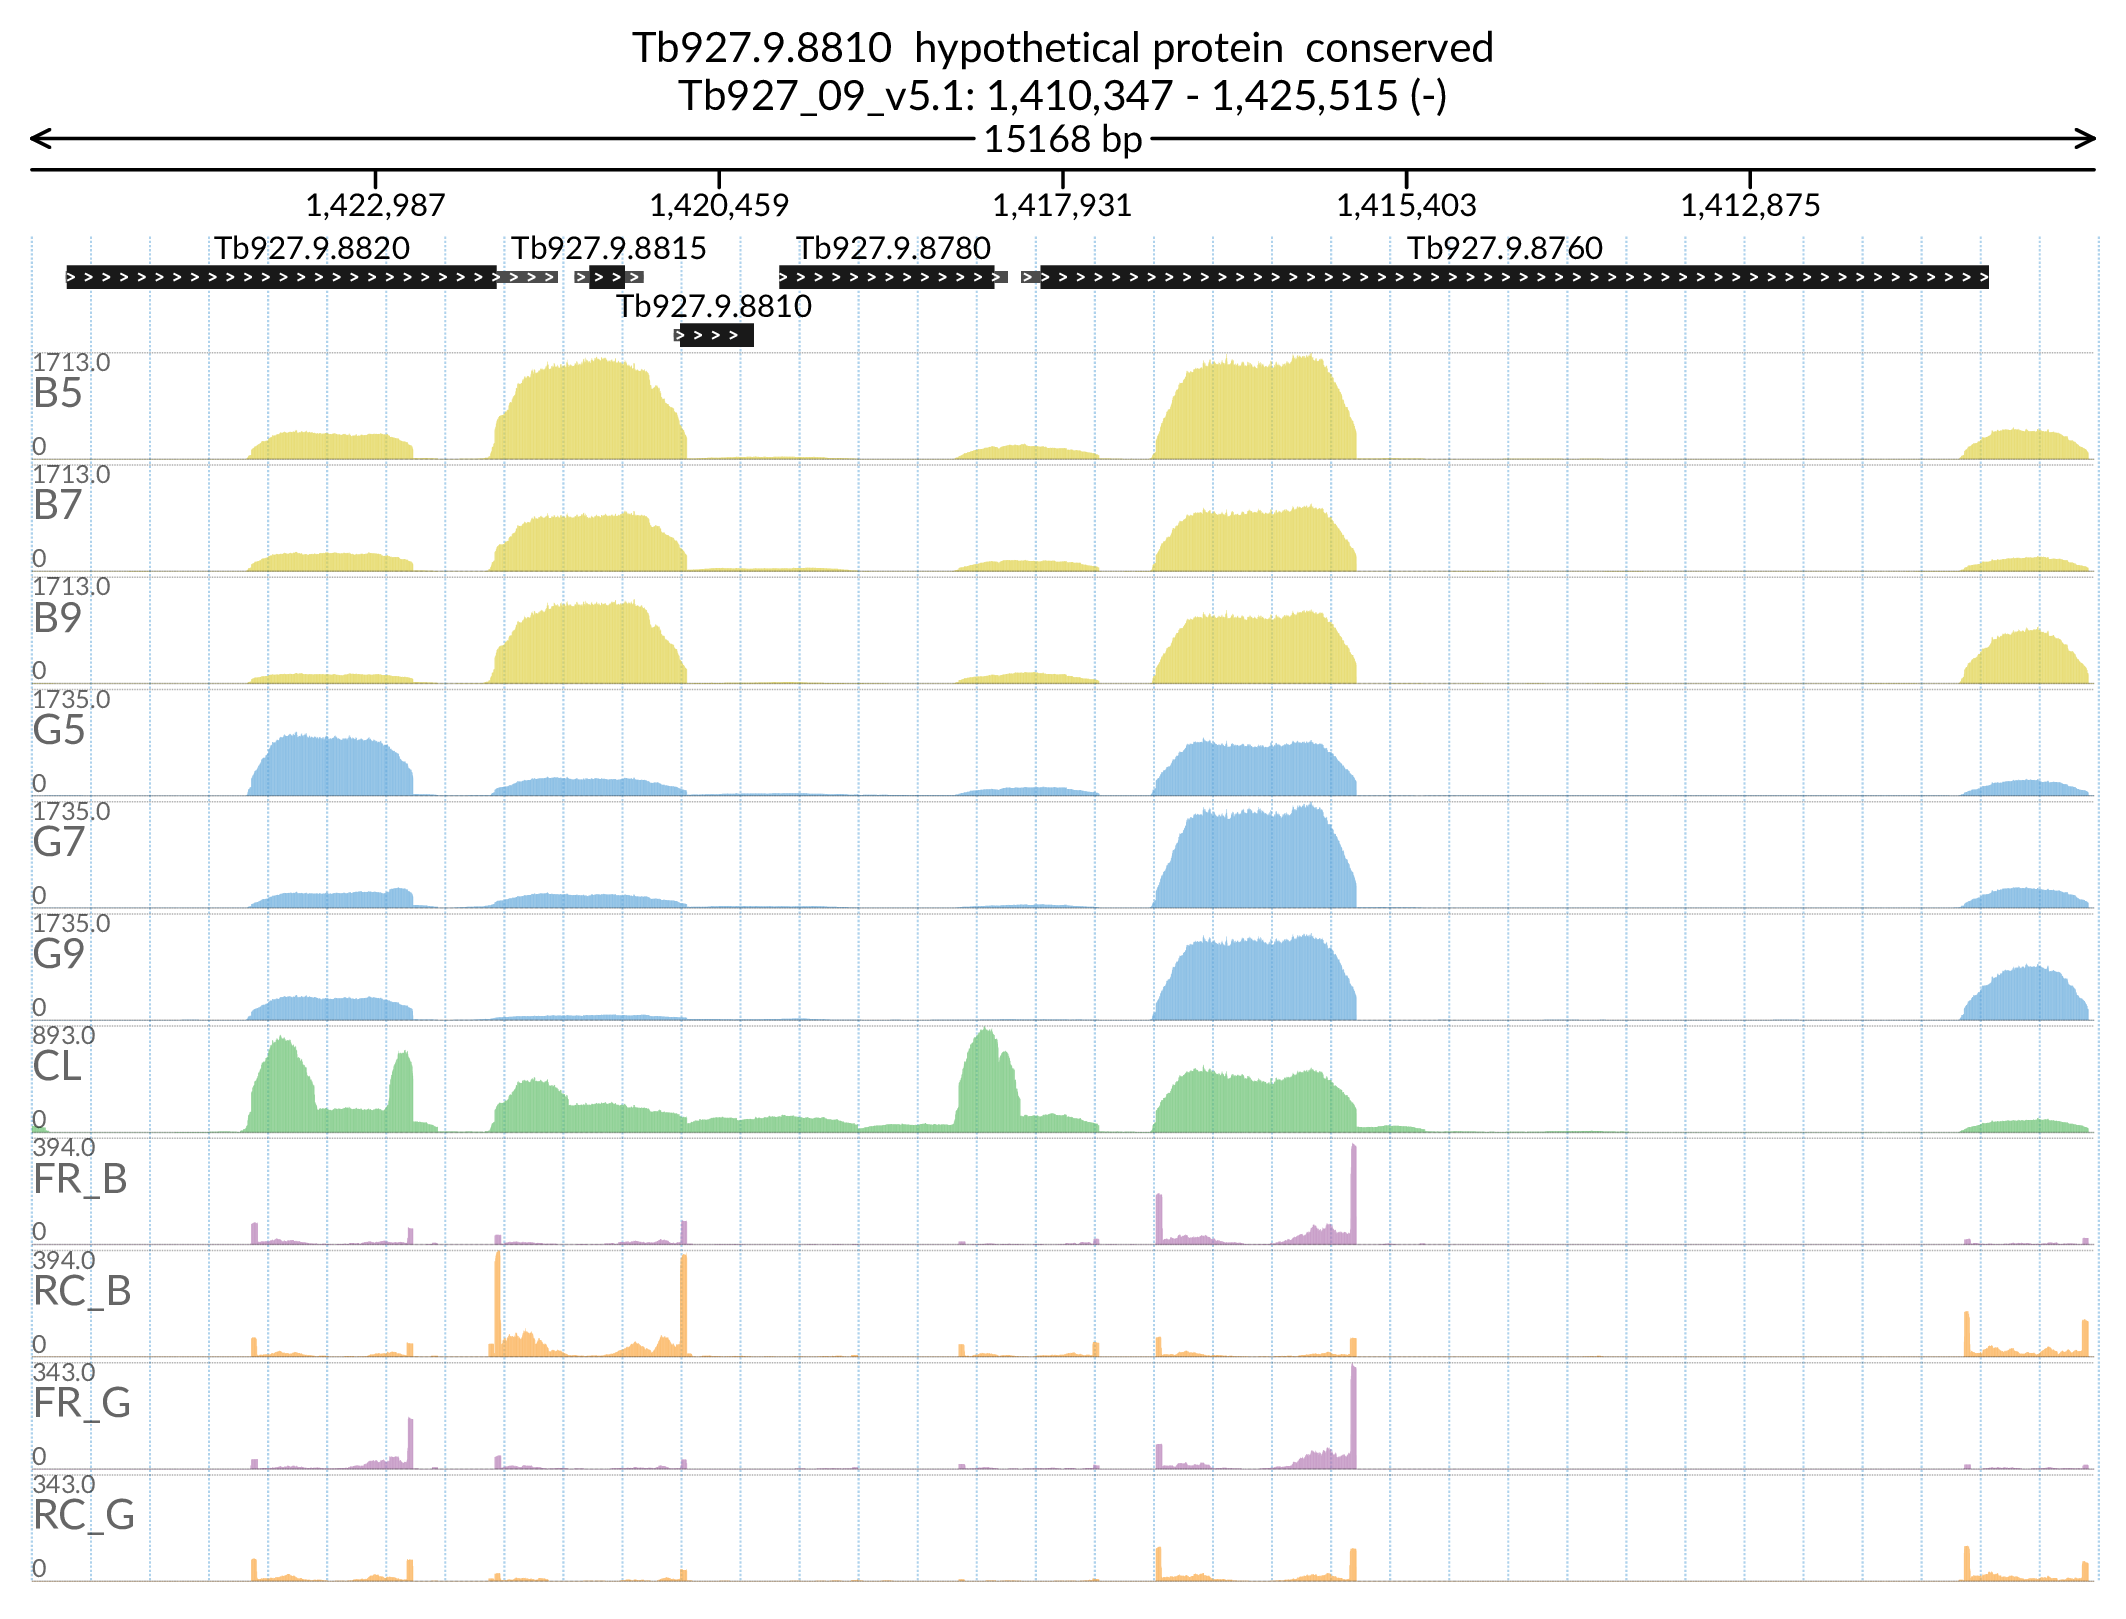 Tb927.9.8810  hypothetical protein  conserved
Tb927_09_v5.1: 1,410,347 - 1,425,515 (-)
15168 bp
1,422,987 1,420,459 1,417,931 1,415,403 1,412,875
Tb927.9.8820 Tb927.9.8815 Tb927.9.8780 Tb927.9.8760
Tb927.9.8810
1713.0
B5
0
1713.0
B7
0
1713.0
B9
0
1735.0
G5
0
1735.0
G7
0
1735.0
G9
0
893.0
CL
0
394.0
FR_B
0
394.0
RC_B
0
343.0
FR_G
0
343.0
RC_G
0